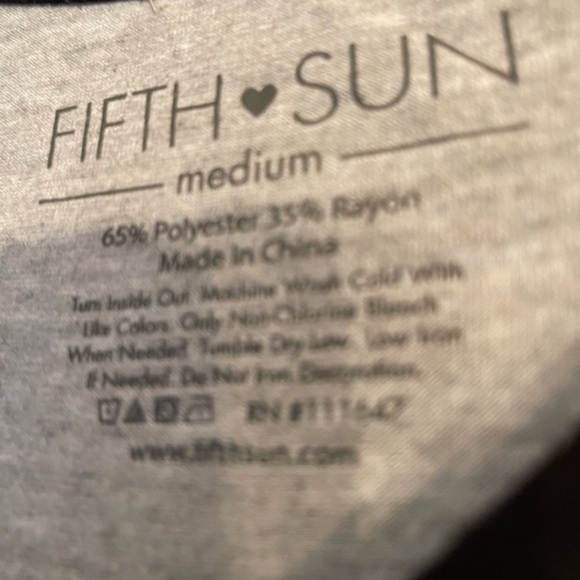 FIFTH ♥ SUN
medium
65% Polyester 35% Rayon
Made in China
Turn Inside Out. Machine Wash Cold With
Like Colors. Only Non-Chlorine Bleach
When Needed. Tumble Dry Low. Low Iron
If Needed. Do Not Iron Decoration.
RN #111647
www.fifthsun.com